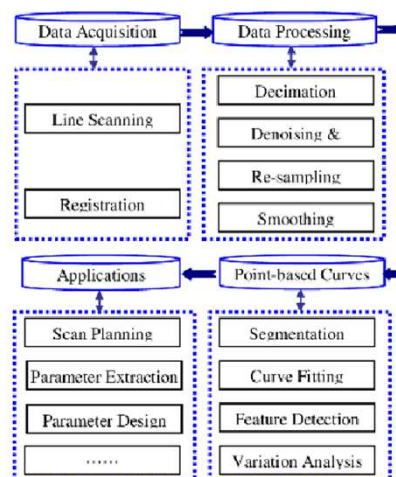 Data Acquisition
Data Processing
Line Scanning
Registration
Decimation
Denoising &
Re-sampling
Smoothing
Applications
Point-based Curves
Scan Planning
Parameter Extraction
Parameter Design
......
Segmentation
Curve Fitting
Feature Detection
Variation Analysis